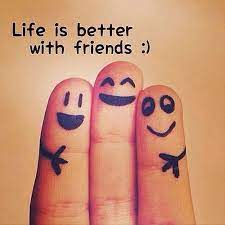 Life is better
with friends :)